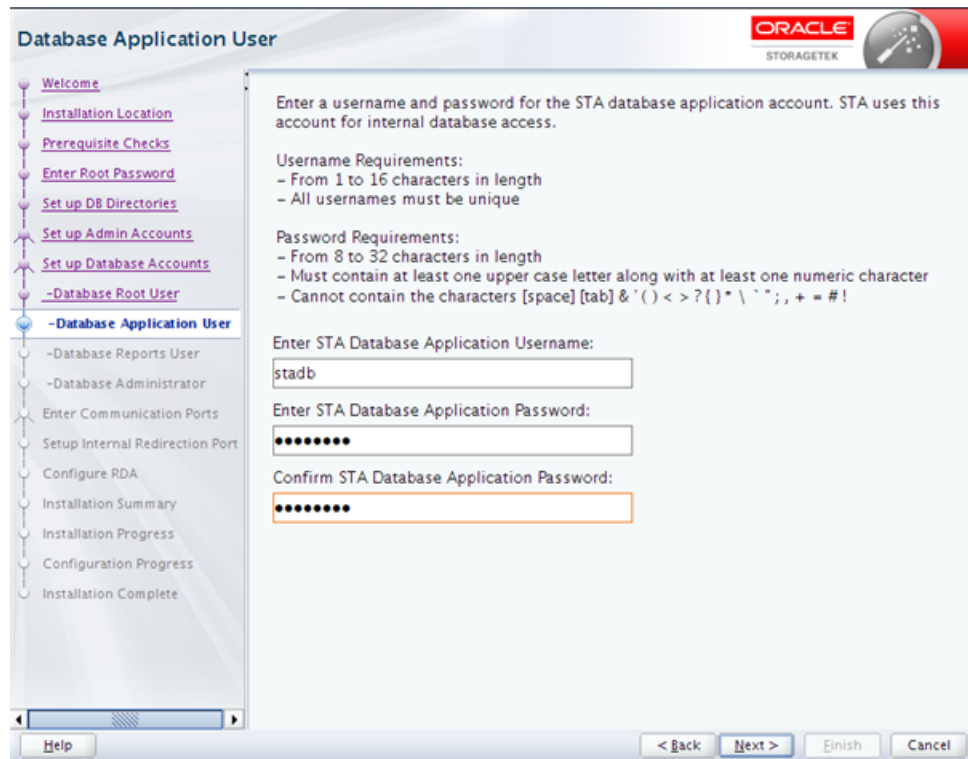 Database Application User
ORACLE
STORAGETEK
Welcome
Installation Location
Prerequisite Checks
Enter Root Password
Set up DB Directories
Set up Admin Accounts
Set up Database Accounts
-Database Root User
-Database Application User
-Database Reports User
-Database Administrator
Enter Communication Ports
Setup Internal Redirection Port
Configure RDA
Installation Summary
Installation Progress
Configuration Progress
Installation Complete
Enter a username and password for the STA database application account. STA uses this
account for internal database access.
Username Requirements:
- From 1 to 16 characters in length
- All usernames must be unique
Password Requirements:
- From 8 to 32 characters in length
- Must contain at least one upper case letter along with at least one numeric character
- Cannot contain the characters [space] [tab] & ' ( ) < > ? { } * \ ` " ; , + = # !
Enter STA Database Application Username:
stadb
Enter STA Database Application Password:
••••••••
Confirm STA Database Application Password:
••••••••
Help
< Back
Next >
Finish
Cancel